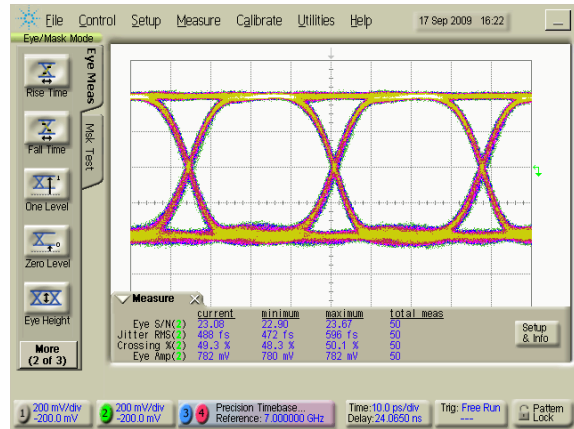 File Control Setup Measure Calibrate Utilities Help 17 Sep 2009 16:22
Eye/Mask Mode
Eye Meas
Msk Test
Rise Time
Fall Time
One Level
Zero Level
Eye Height
More
(2 of 3)
Measure
current minimum maximum total meas
Eye S/N(2) 23.08 22.90 23.67 50
Jitter RMS(2) 488 fs 472 fs 596 fs 50
Crossing %(2) 49.3 % 48.3 % 50.1 % 50
Eye Amp(2) 782 mV 780 mV 782 mV 50
Setup
& Info
1 200 mV/div
-200.0 mV
2 200 mV/div
-200.0 mV
3 4 Precision Timebase...
Reference: 7.000000 GHz
Time:10.0 ps/div
Delay:24.0650 ns
Trig: Free Run
---
Pattern
Lock